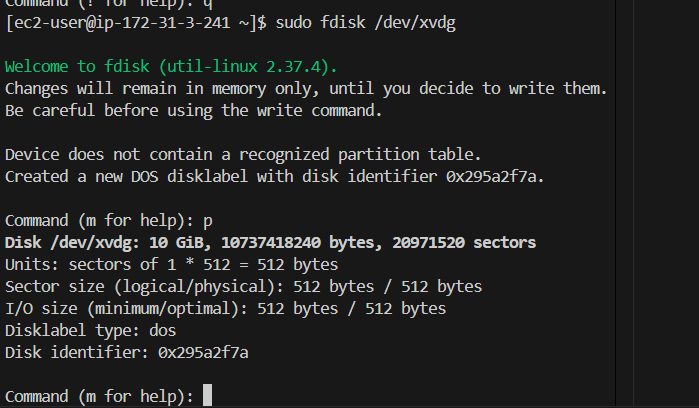 Command (! for help): q
[ec2-user@ip-172-31-3-241 ~]$ sudo fdisk /dev/xvdg
Welcome to fdisk (util-linux 2.37.4).
Changes will remain in memory only, until you decide to write them.
Be careful before using the write command.
Device does not contain a recognized partition table.
Created a new DOS disklabel with disk identifier 0x295a2f7a.
Command (m for help): p
Disk /dev/xvdg: 10 GiB, 10737418240 bytes, 20971520 sectors
Units: sectors of 1 * 512 = 512 bytes
Sector size (logical/physical): 512 bytes / 512 bytes
I/O size (minimum/optimal): 512 bytes / 512 bytes
Disklabel type: dos
Disk identifier: 0x295a2f7a
Command (m for help):